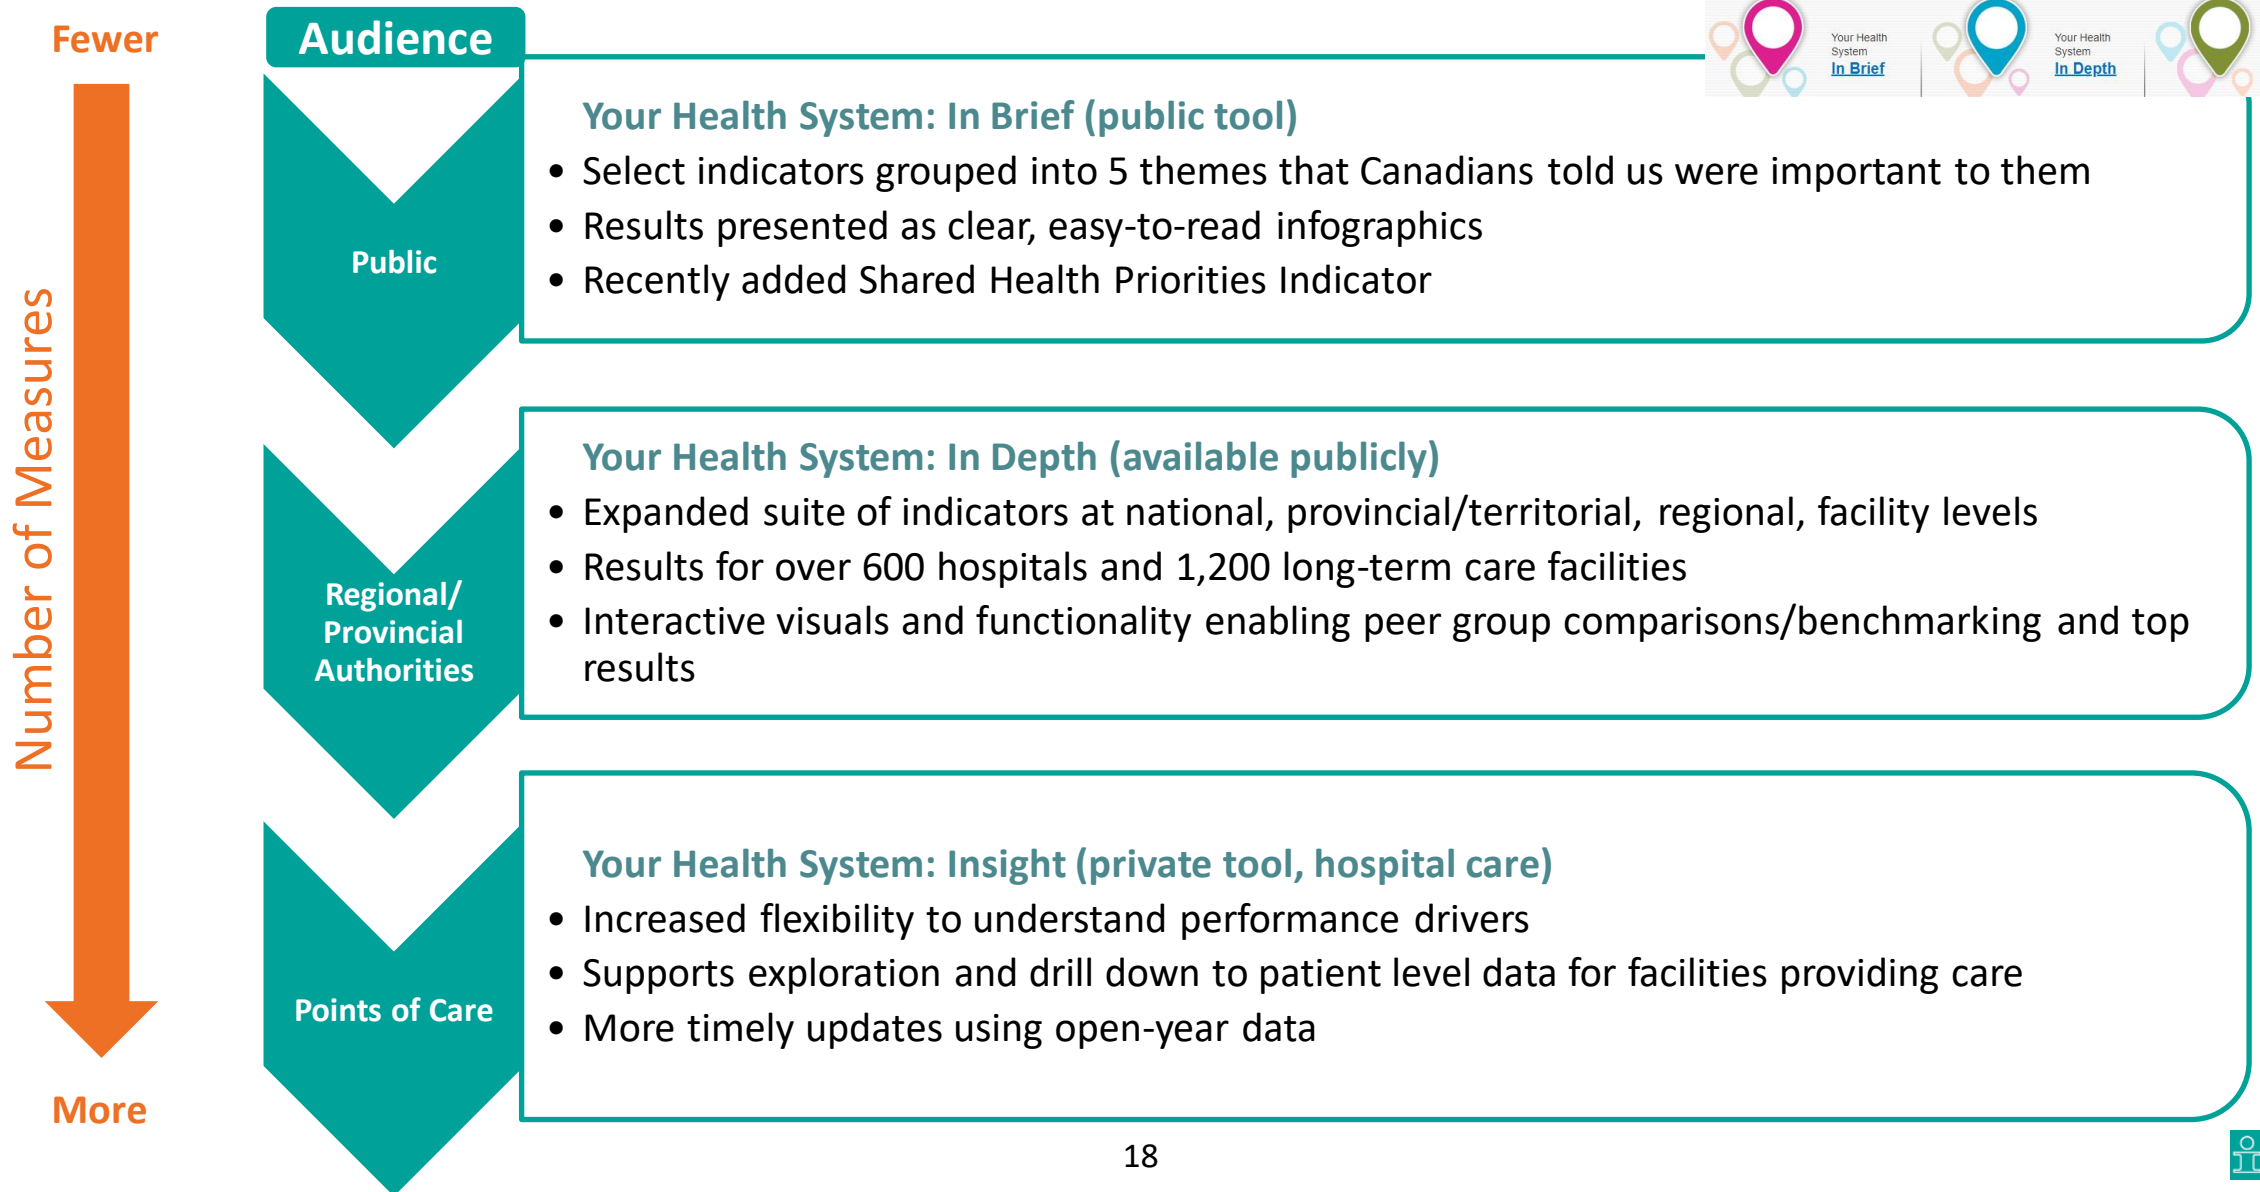 Fewer
Audience
Your Health
System
In Brief
Your Health
System
In Depth
Number of Measures
Public
Your Health System: In Brief (public tool)
• Select indicators grouped into 5 themes that Canadians told us were important to them
• Results presented as clear, easy-to-read infographics
• Recently added Shared Health Priorities Indicator
Regional/
Provincial
Authorities
Your Health System: In Depth (available publicly)
• Expanded suite of indicators at national, provincial/territorial, regional, facility levels
• Results for over 600 hospitals and 1,200 long-term care facilities
• Interactive visuals and functionality enabling peer group comparisons/benchmarking and top
results
Points of Care
Your Health System: Insight (private tool, hospital care)
• Increased flexibility to understand performance drivers
• Supports exploration and drill down to patient level data for facilities providing care
• More timely updates using open-year data
More
18